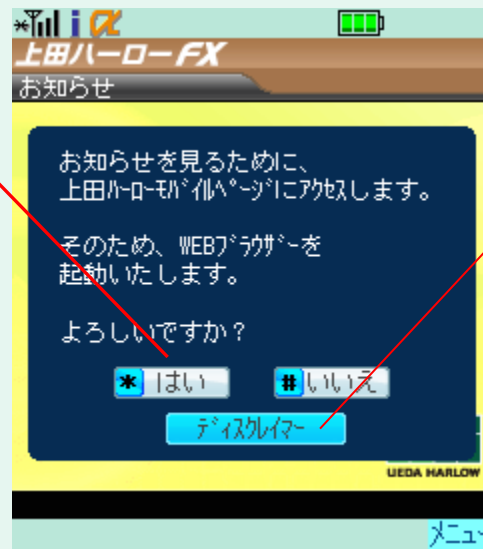 i α
上田ハーローFX
お知らせ
お知らせを見るために、
上田ﾊｰﾛｰﾓﾊﾞｲﾙﾍﾟｰｼﾞにｱｸｾｽします。
そのため、WEBﾌﾞﾗｳｻﾞｰを
起動いたします。
よろしいですか？
* はい
# いいえ
ﾃﾞｨｽｸﾚｲﾏｰ
UEDA HARLOW
ﾒﾆｭｰ